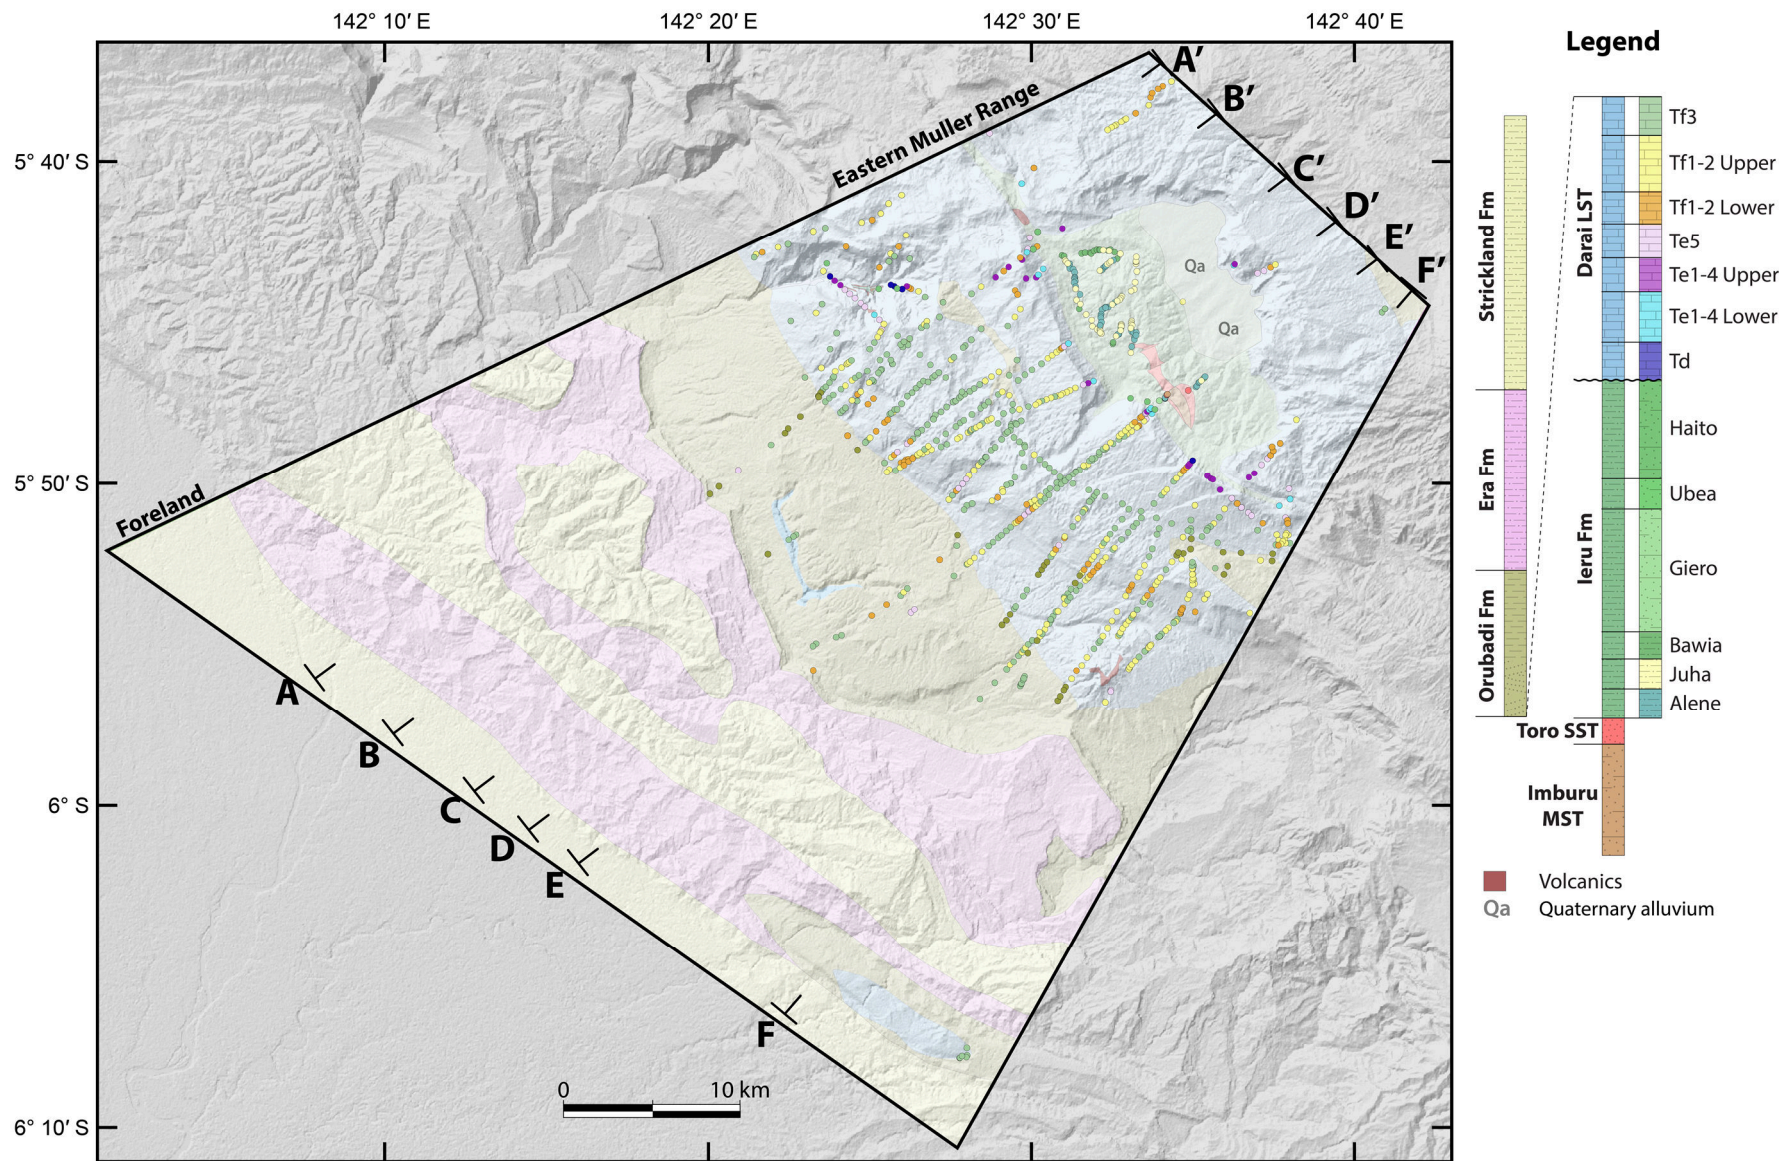 142° 10′ E
142° 20′ E
142° 30′ E
142° 40′ E
5° 40′ S
5° 50′ S
6° S
6° 10′ S
Eastern Muller Range
Foreland
A′
B′
C′
D′
E′
F′
Qa
Qa
A
B
C
D
E
F
0
10 km
Legend
Strickland Fm
Era Fm
Orubadi Fm
Darai LST
Ieru Fm
Tf3
Tf1-2 Upper
Tf1-2 Lower
Te5
Te1-4 Upper
Te1-4 Lower
Td
Haito
Ubea
Giero
Bawia
Juha
Alene
Toro SST
Imburu
MST
Volcanics
Qa Quaternary alluvium